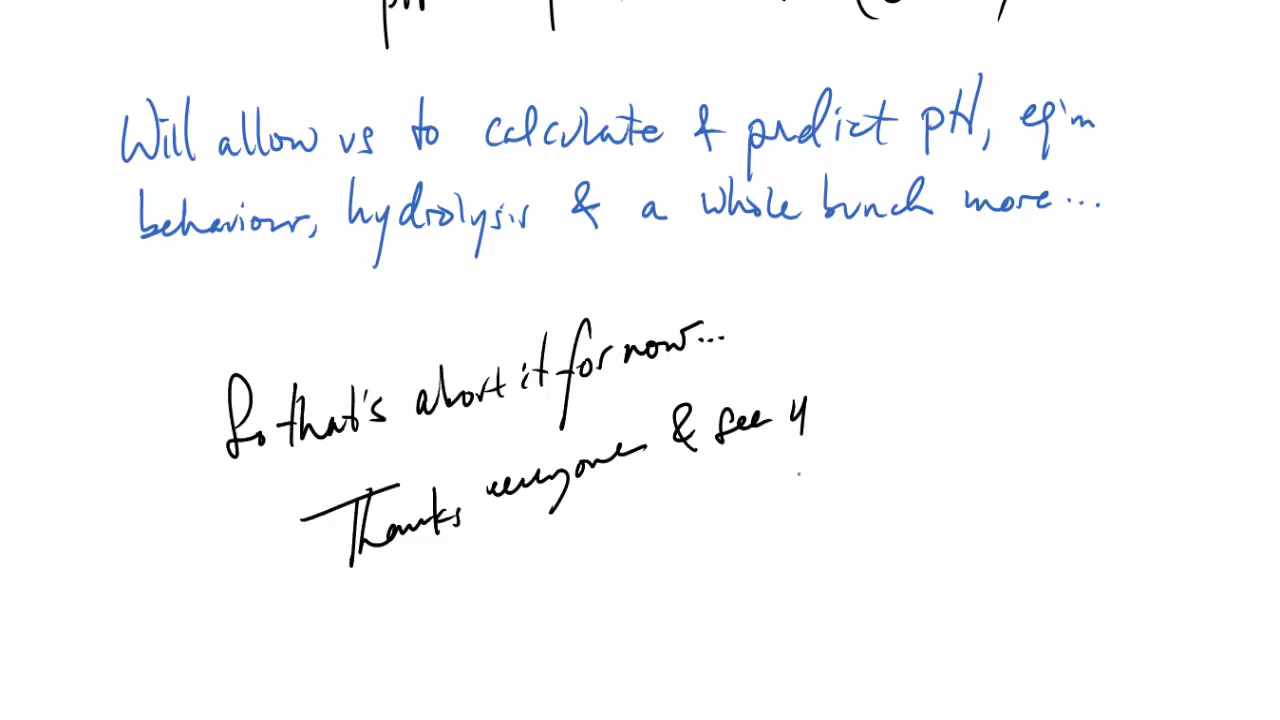 pH
Will allow us to calculate & predict pH, eq'm
behaviour, hydrolysis & a whole bunch more...
So that's about it for now...
Thanks everyone & see y